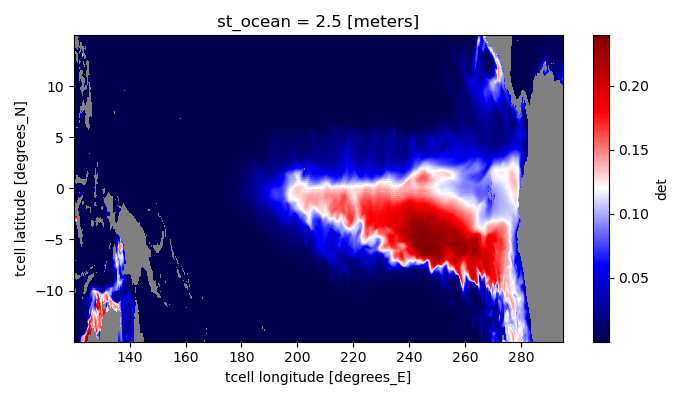 st_ocean = 2.5 [meters]
10
5
0
−5
−10
tcell latitude [degrees_N]
140 160 180 200 220 240 260 280
tcell longitude [degrees_E]
0.20
0.15
0.10
0.05
det